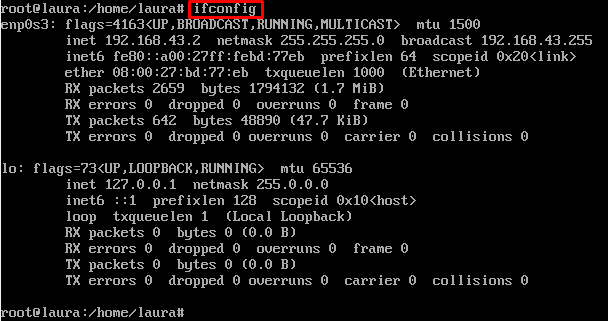 root@laura:/home/laura# ifconfig
enp0s3: flags=4163<UP,BROADCAST,RUNNING,MULTICAST>  mtu 1500
        inet 192.168.43.2  netmask 255.255.255.0  broadcast 192.168.43.255
        inet6 fe80::a00:27ff:febd:77eb  prefixlen 64  scopeid 0x20<link>
        ether 08:00:27:bd:77:eb  txqueuelen 1000  (Ethernet)
        RX packets 2659  bytes 1794132 (1.7 MiB)
        RX errors 0  dropped 0  overruns 0  frame 0
        TX packets 642  bytes 48890 (47.7 KiB)
        TX errors 0  dropped 0 overruns 0  carrier 0  collisions 0
lo: flags=73<UP,LOOPBACK,RUNNING>  mtu 65536
        inet 127.0.0.1  netmask 255.0.0.0
        inet6 ::1  prefixlen 128  scopeid 0x10<host>
        loop  txqueuelen 1  (Local Loopback)
        RX packets 0  bytes 0 (0.0 B)
        RX errors 0  dropped 0  overruns 0  frame 0
        TX packets 0  bytes 0 (0.0 B)
        TX errors 0  dropped 0 overruns 0  carrier 0  collisions 0
root@laura:/home/laura#